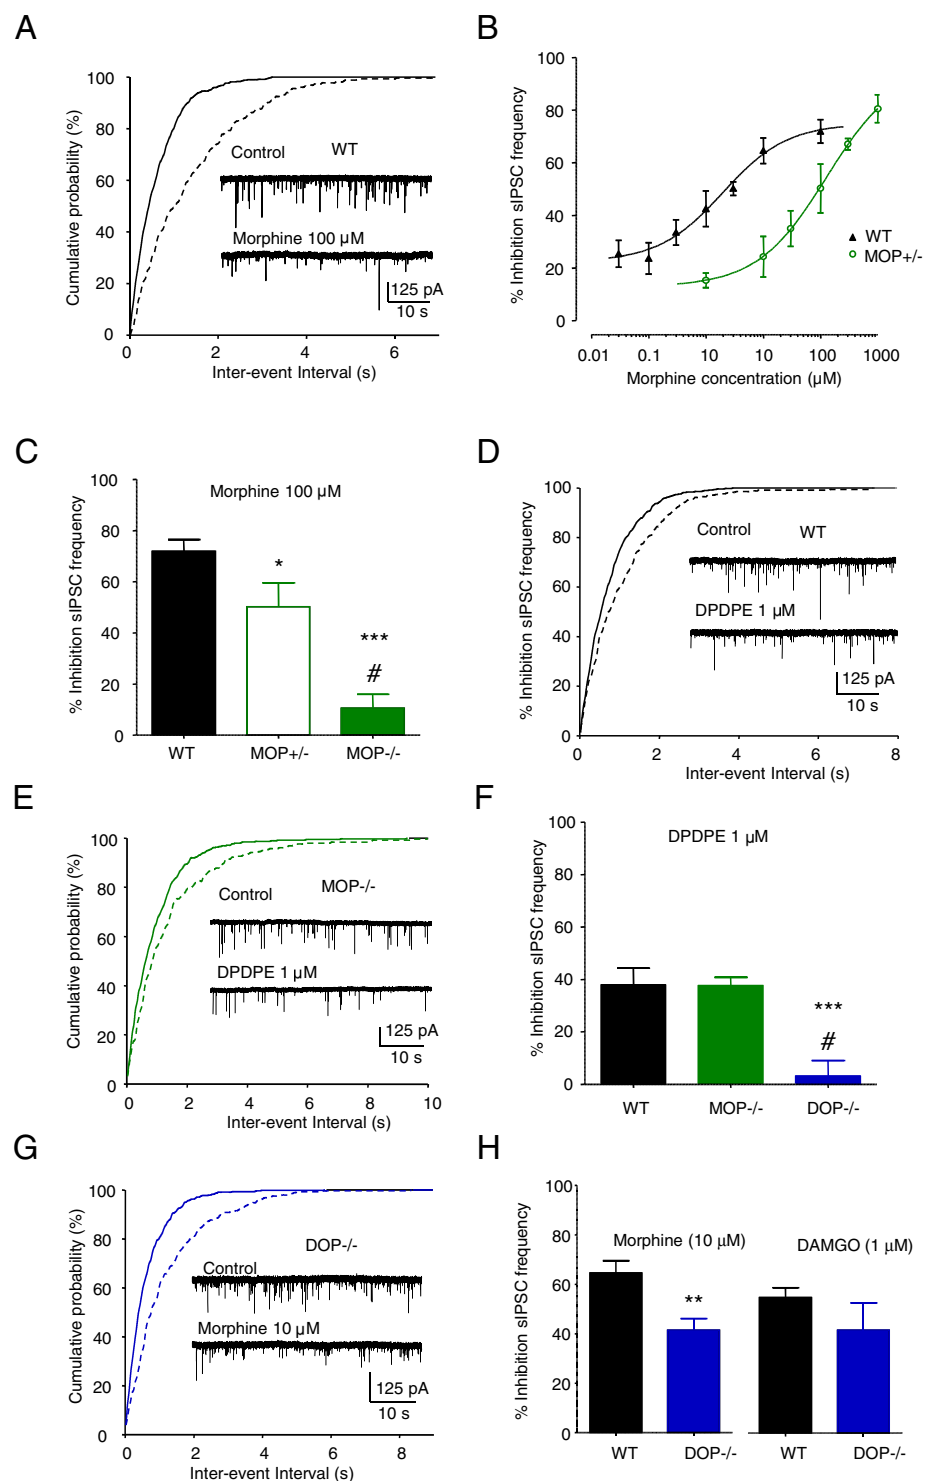 A
Cumulative probability (%)
100
80
60
40
20
0
Control WT
Morphine 100 µM
125 pA
10 s
0 2 4 6
Inter-event Interval (s)
B
% Inhibition sIPSC frequency
100
80
60
40
20
0
WT
MOP+/-
0.01 0.1 10 10 100 1000
Morphine concentration (µM)
C
% Inhibition sIPSC frequency
100
80
60
40
20
0
Morphine 100 µM
*
***
#
WT MOP+/- MOP-/-
D
% Inhibition sIPSC frequency
100
80
60
40
20
0
Control WT
DPDPE 1 µM
125 pA
10 s
0 2 4 6 8
Inter-event Interval (s)
E
Cumulative probability (%)
100
80
60
40
20
0
Control MOP-/-
DPDPE 1 µM
125 pA
10 s
0 2 4 6 8 10
Inter-event Interval (s)
F
% Inhibition sIPSC frequency
100
80
60
40
20
0
DPDPE 1 µM
***
#
WT MOP-/- DOP-/-
G
Cumulative probability (%)
100
80
60
40
20
0
DOP-/-
Control
Morphine 10 µM
125 pA
10 s
0 2 4 6 8
Inter-event Interval (s)
H
% Inhibition sIPSC frequency
100
80
60
40
20
0
Morphine (10 µM) DAMGO (1 µM)
**
WT DOP-/- WT DOP-/-